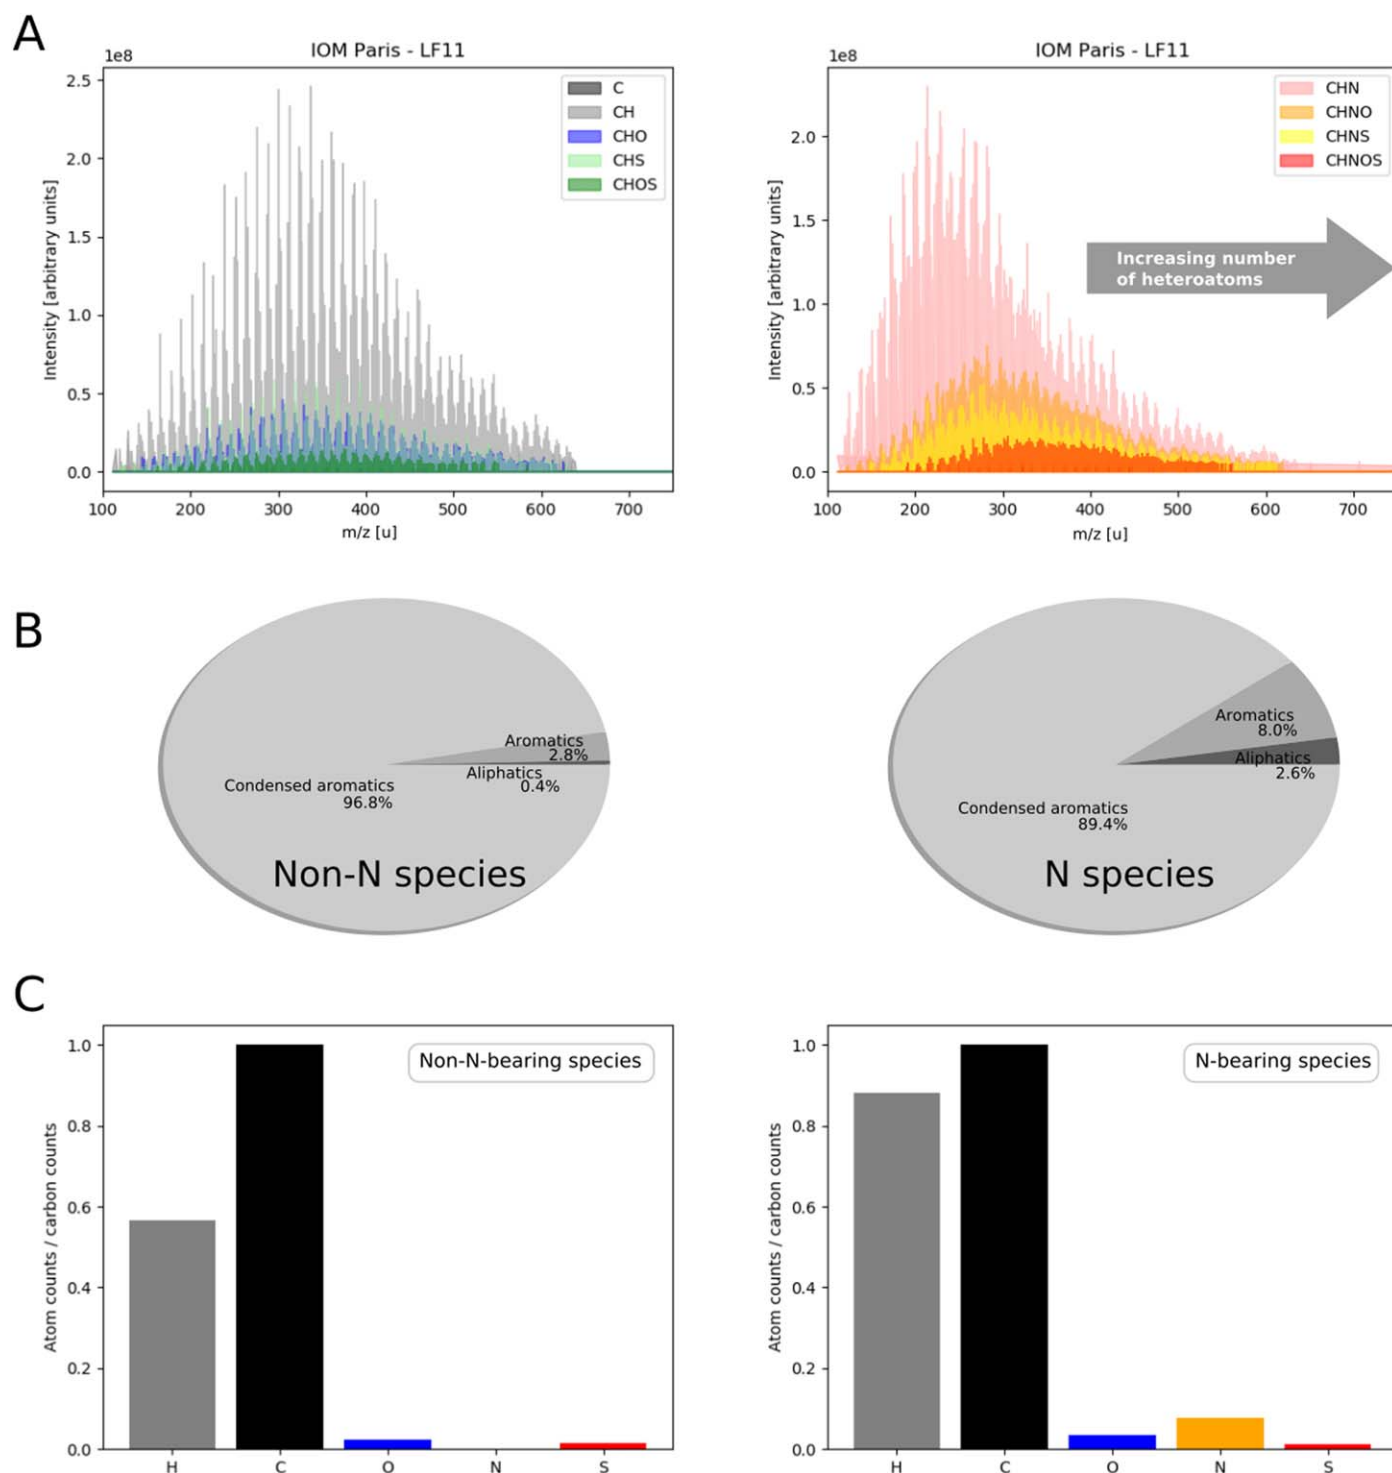 A
IOM Paris - LF11
1e8
2.5
2.0
1.5
1.0
0.5
0.0
Intensity [arbitrary units]
C
CH
CHO
CHS
CHOS
100 200 300 400 500 600 700
m/z [u]
IOM Paris - LF11
1e8
2.0
1.5
1.0
0.5
0.0
Intensity [arbitrary units]
CHN
CHNO
CHNS
CHNOS
Increasing number
of heteroatoms
100 200 300 400 500 600 700
m/z [u]
B
Aromatics
2.8%
Aliphatics
0.4%
Condensed aromatics
96.8%
Non-N species
Aromatics
8.0%
Aliphatics
2.6%
Condensed aromatics
89.4%
N species
C
Non-N-bearing species
1.0
0.8
0.6
0.4
0.2
0.0
Atom counts / carbon counts
H C O N S
N-bearing species
1.0
0.8
0.6
0.4
0.2
0.0
Atom counts / carbon counts
H C O N S